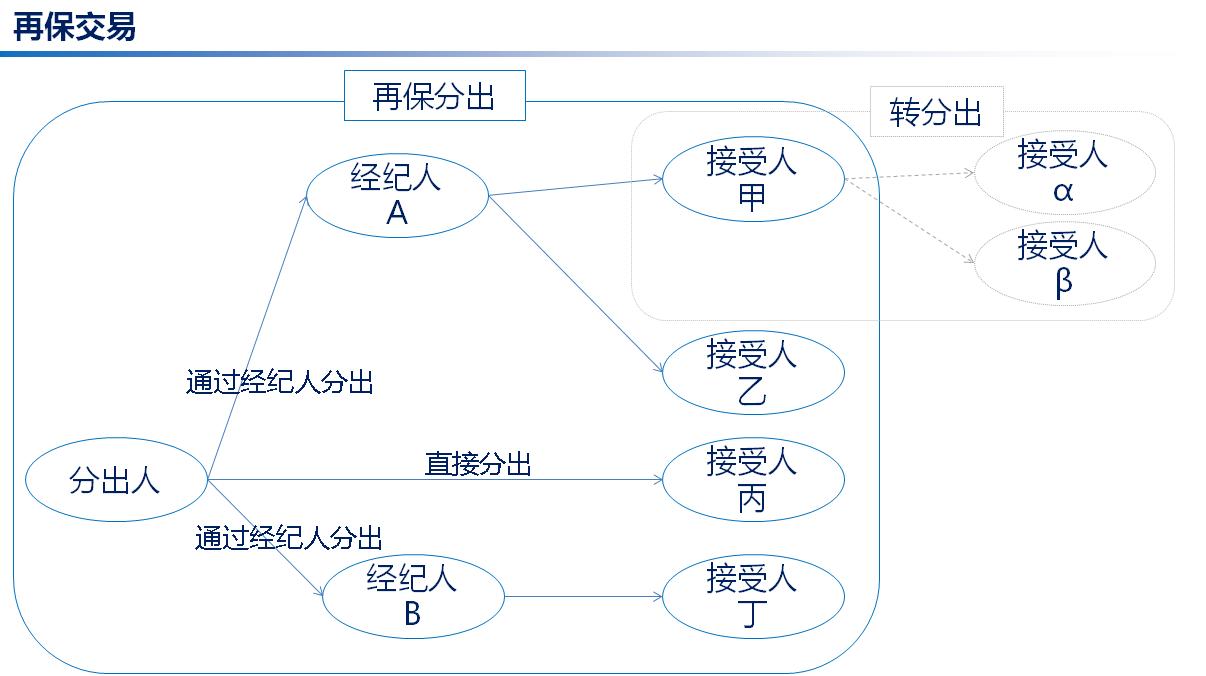 再保交易
再保分出
转分出
经纪人
A
接受人
甲
接受人
α
接受人
β
接受人
乙
通过经纪人分出
分出人
直接分出
接受人
丙
通过经纪人分出
经纪人
B
接受人
丁